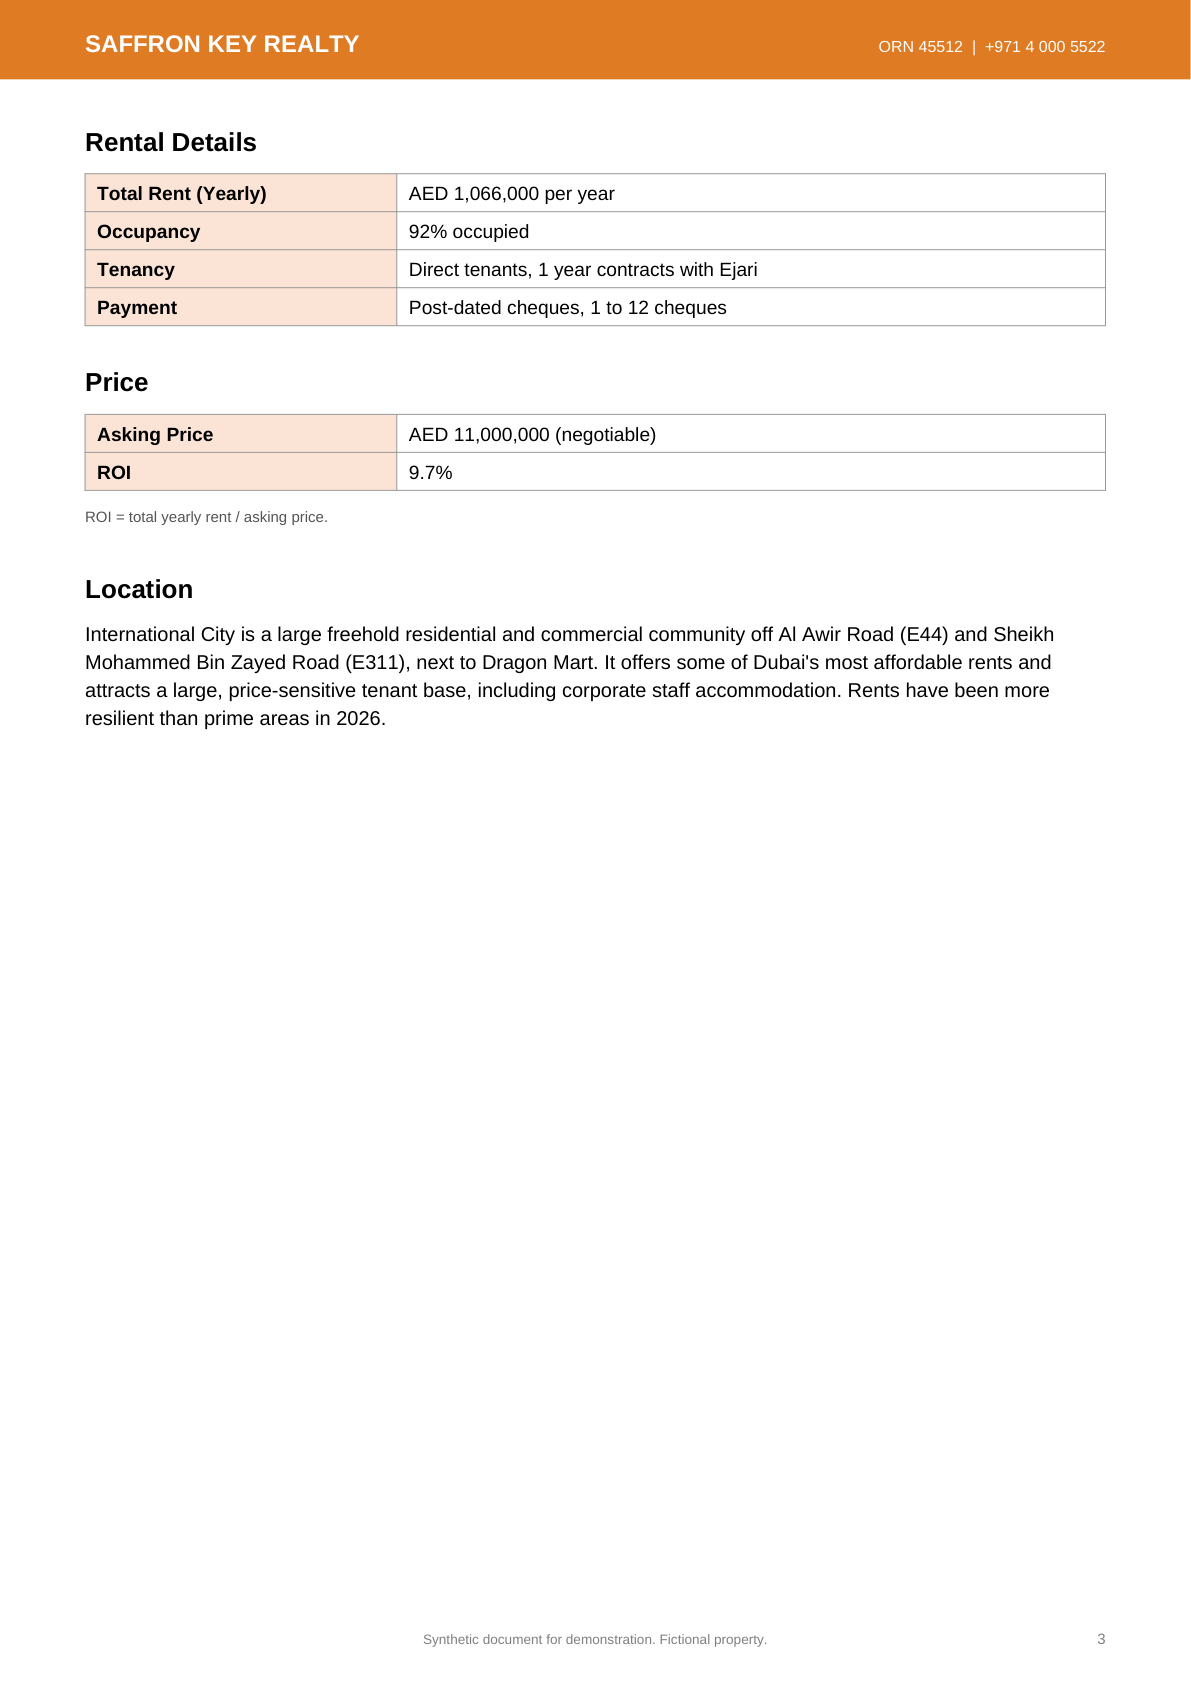 SAFFRON KEY REALTY
ORN 45512 | +971 4 000 5522
Rental Details
Total Rent (Yearly) AED 1,066,000 per year
Occupancy 92% occupied
Tenancy Direct tenants, 1 year contracts with Ejari
Payment Post-dated cheques, 1 to 12 cheques
Price
Asking Price AED 11,000,000 (negotiable)
ROI 9.7%
ROI = total yearly rent / asking price.
Location
International City is a large freehold residential and commercial community off Al Awir Road (E44) and Sheikh
Mohammed Bin Zayed Road (E311), next to Dragon Mart. It offers some of Dubai's most affordable rents and
attracts a large, price-sensitive tenant base, including corporate staff accommodation. Rents have been more
resilient than prime areas in 2026.
Synthetic document for demonstration. Fictional property.
3